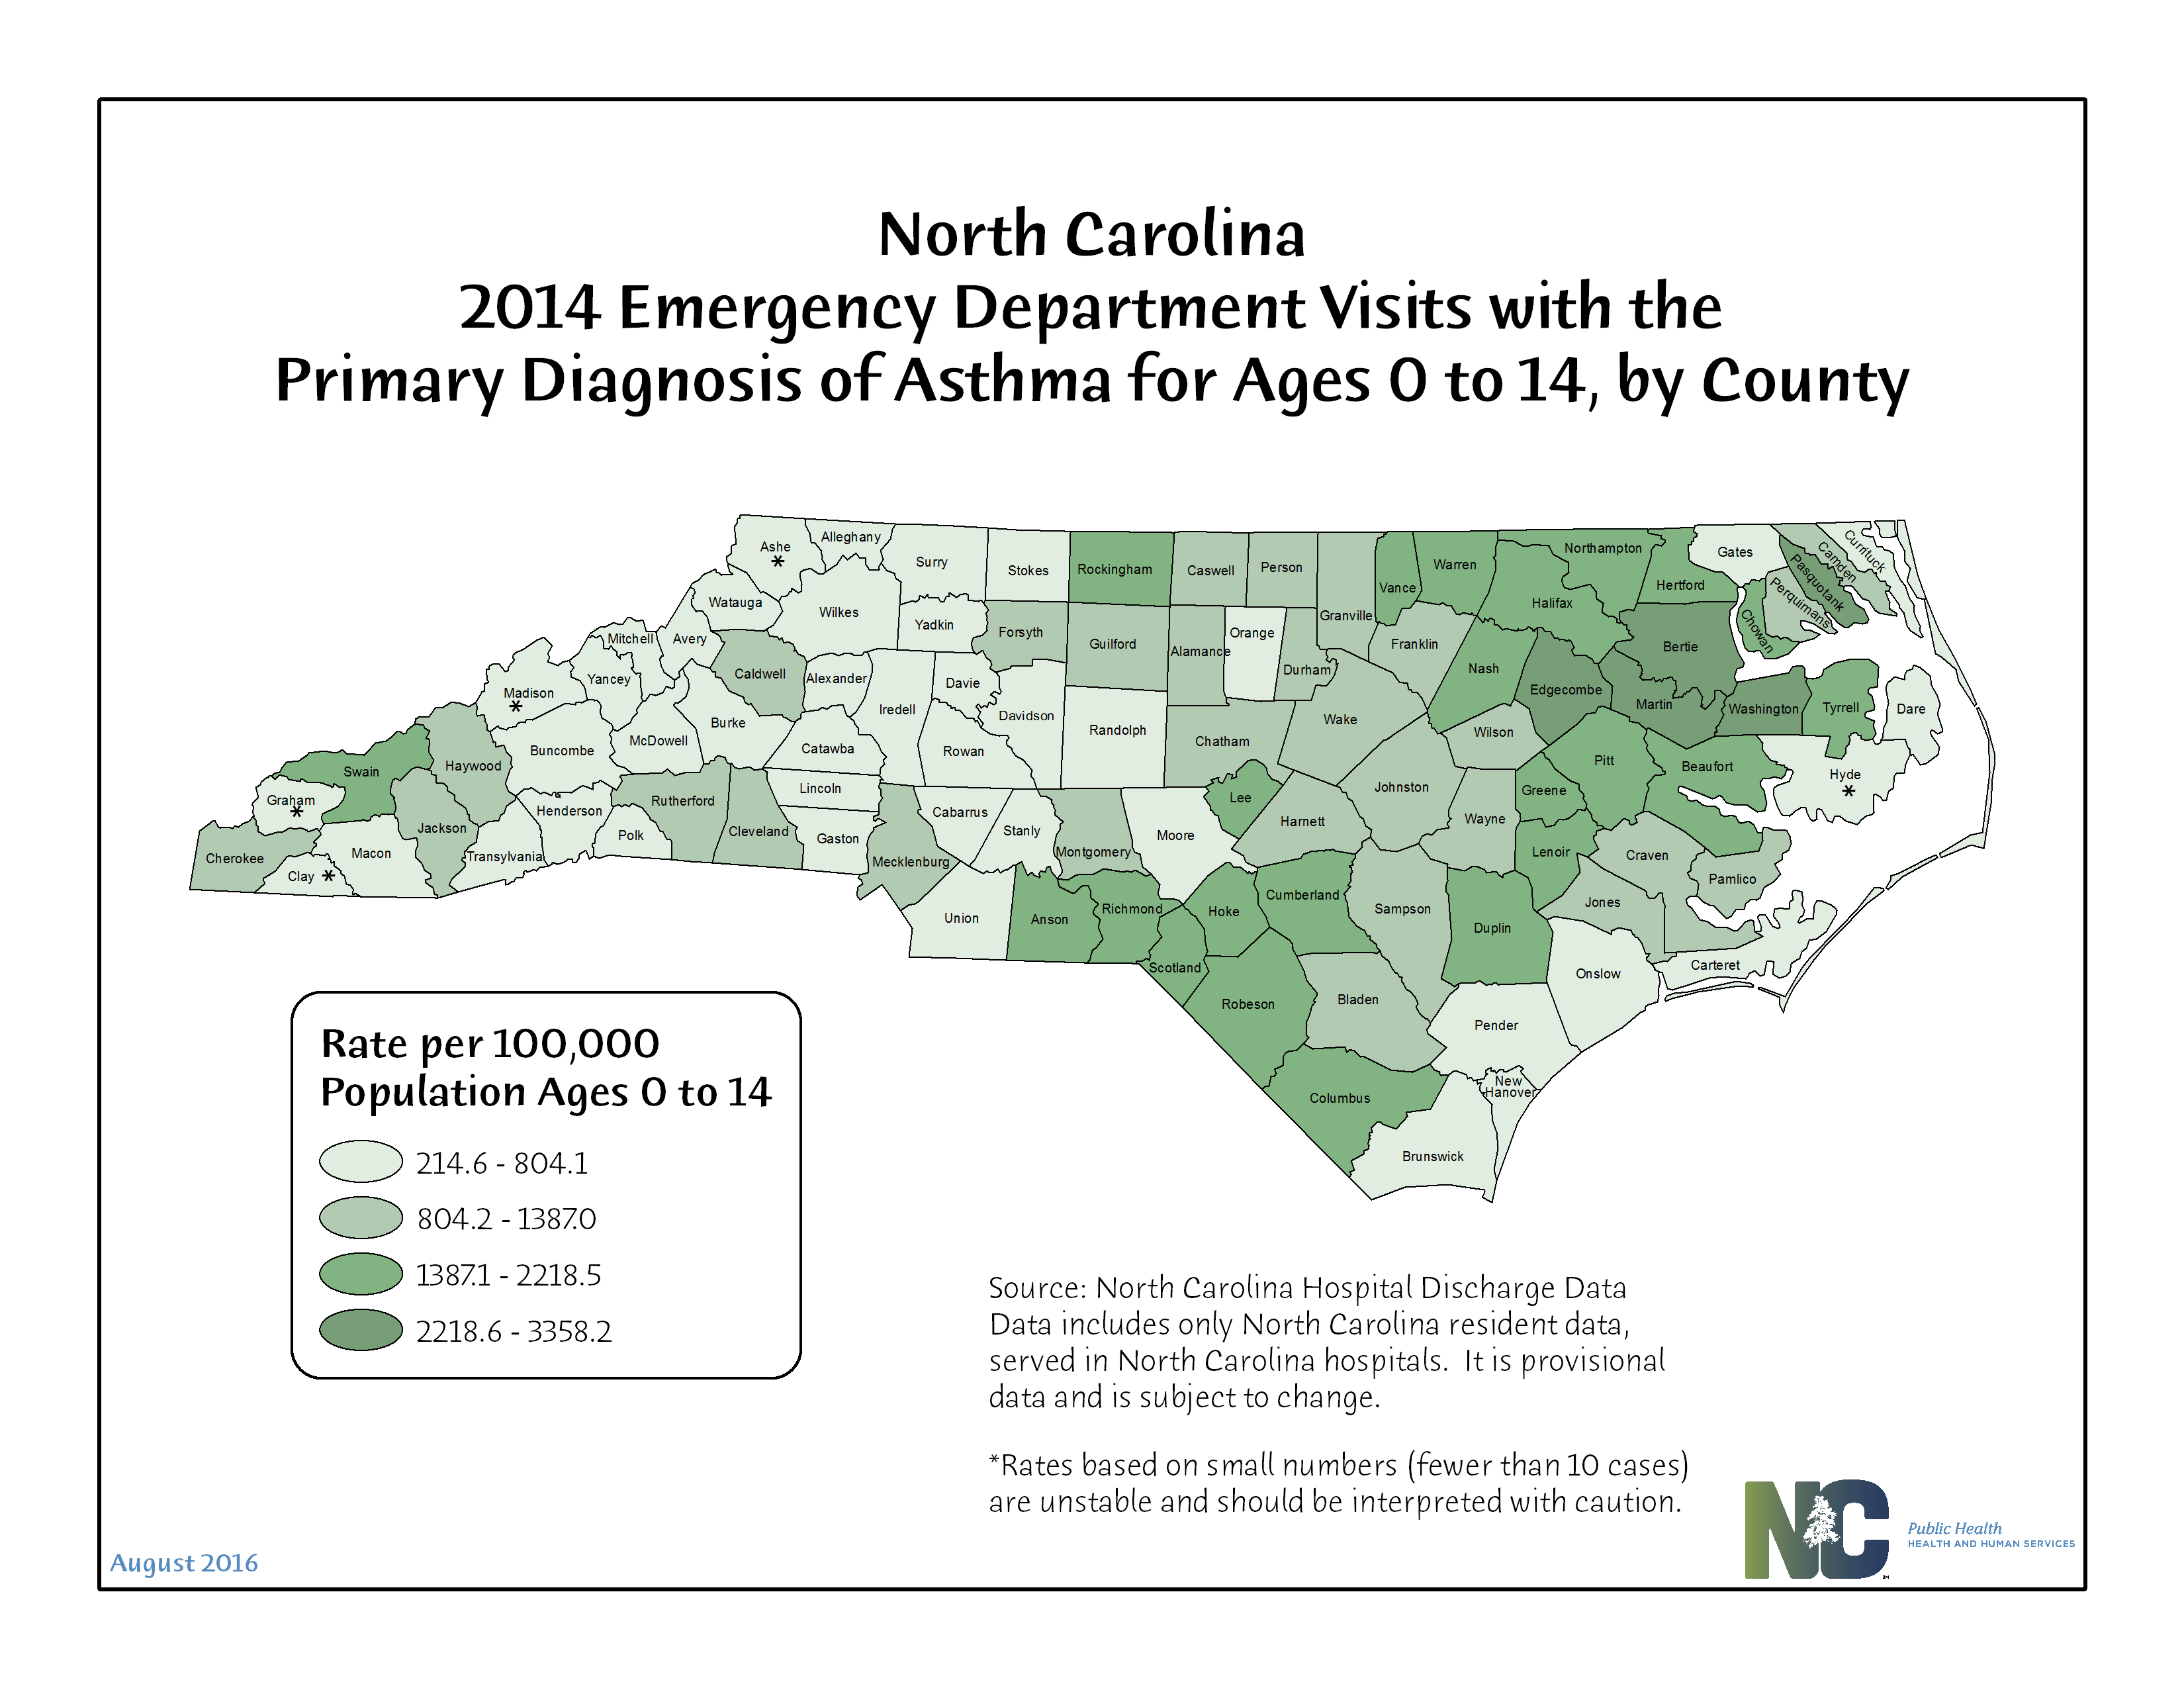 North Carolina
2014 Emergency Department Visits with the
Primary Diagnosis of Asthma for Ages 0 to 14, by County
Ashe
*
Alleghany
Surry
Stokes
Rockingham
Caswell
Person
Granville
Vance
Warren
Northampton
Halifax
Hertford
Gates
Currituck
Camden
Pasquotank
Perquimans
Chowan
Watauga
Wilkes
Yadkin
Forsyth
Guilford
Alamance
Orange
Durham
Franklin
Nash
Edgecombe
Bertie
Martin
Washington
Tyrrell
Dare
Mitchell
Avery
Caldwell
Alexander
Davie
Iredell
Davidson
Randolph
Chatham
Wake
Wilson
Yancey
Madison
*
Burke
McDowell
Buncombe
Catawba
Rowan
Johnston
Pitt
Beaufort
Hyde
*
Swain
Haywood
Graham
*
Jackson
Henderson
Rutherford
Cleveland
Lincoln
Gaston
Polk
Cabarrus
Stanly
Montgomery
Moore
Lee
Harnett
Wayne
Greene
Lenoir
Craven
Pamlico
Cherokee
Clay *
Macon
Transylvania
Mecklenburg
Union
Anson
Richmond
Hoke
Cumberland
Sampson
Duplin
Jones
Scotland
Robeson
Bladen
Onslow
Carteret
Pender
Columbus
New
Hanover
Brunswick
Rate per 100,000
Population Ages 0 to 14
214.6 - 804.1
804.2 - 1387.0
1387.1 - 2218.5
2218.6 - 3358.2
Source: North Carolina Hospital Discharge Data
Data includes only North Carolina resident data,
served in North Carolina hospitals. It is provisional
data and is subject to change.
*Rates based on small numbers (fewer than 10 cases)
are unstable and should be interpreted with caution.
August 2016
NC
SM
Public Health
HEALTH AND HUMAN SERVICES